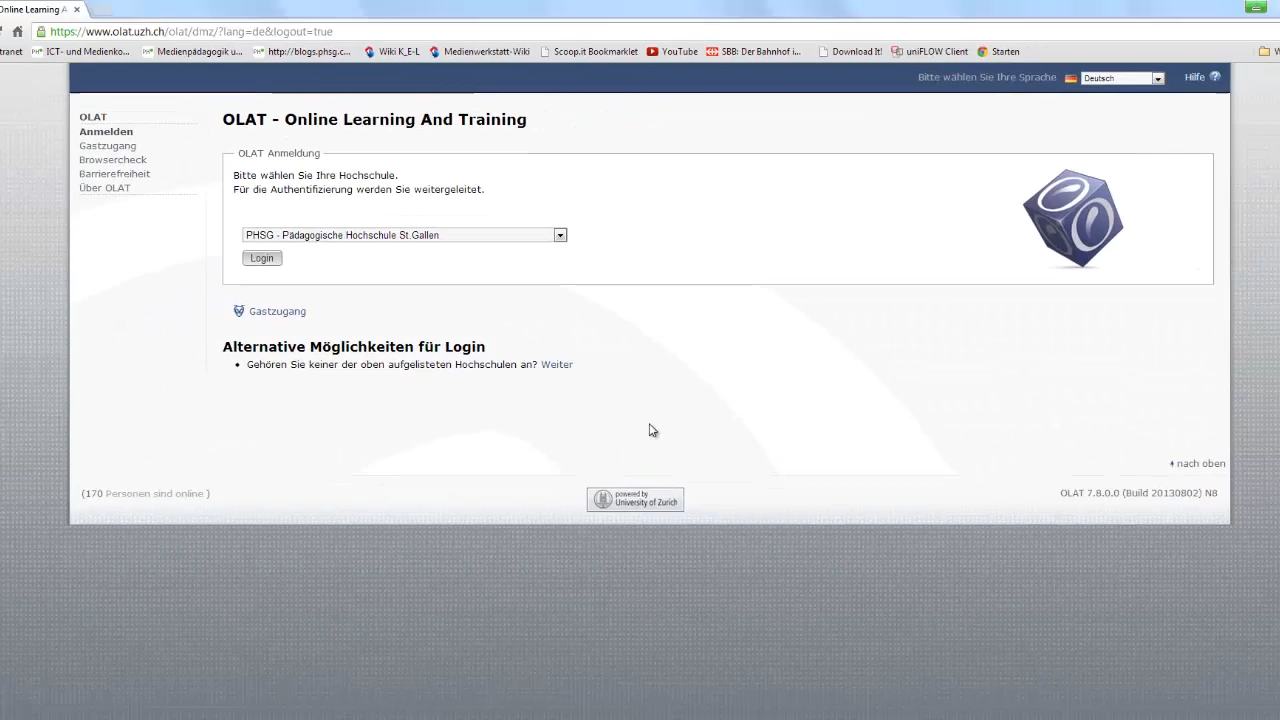 Online Learning A
https://www.olat.uzh.ch/olat/dmz/?lang=de&logout=true
tranet PH ICT- und Medienko... PH Medienpädagogik u... PH http://blogs.phsg.c... Wiki K_E-L Medienwerkstatt-Wiki Scoop.it Bookmarklet YouTube SBB: Der Bahnhof i... Download It! uniFLOW Client Starten W
Bitte wählen Sie Ihre Sprache Deutsch Hilfe ?
OLAT
Anmelden
Gastzugang
Browsercheck
Barrierefreiheit
Über OLAT
OLAT - Online Learning And Training
OLAT Anmeldung
Bitte wählen Sie Ihre Hochschule.
Für die Authentifizierung werden Sie weitergeleitet.
PHSG - Pädagogische Hochschule St.Gallen
Login
Gastzugang
Alternative Möglichkeiten für Login
Gehören Sie keiner der oben aufgelisteten Hochschulen an? Weiter
nach oben
(170 Personen sind online )
powered by
University of Zurich
OLAT 7.8.0.0 (Build 20130802) N8